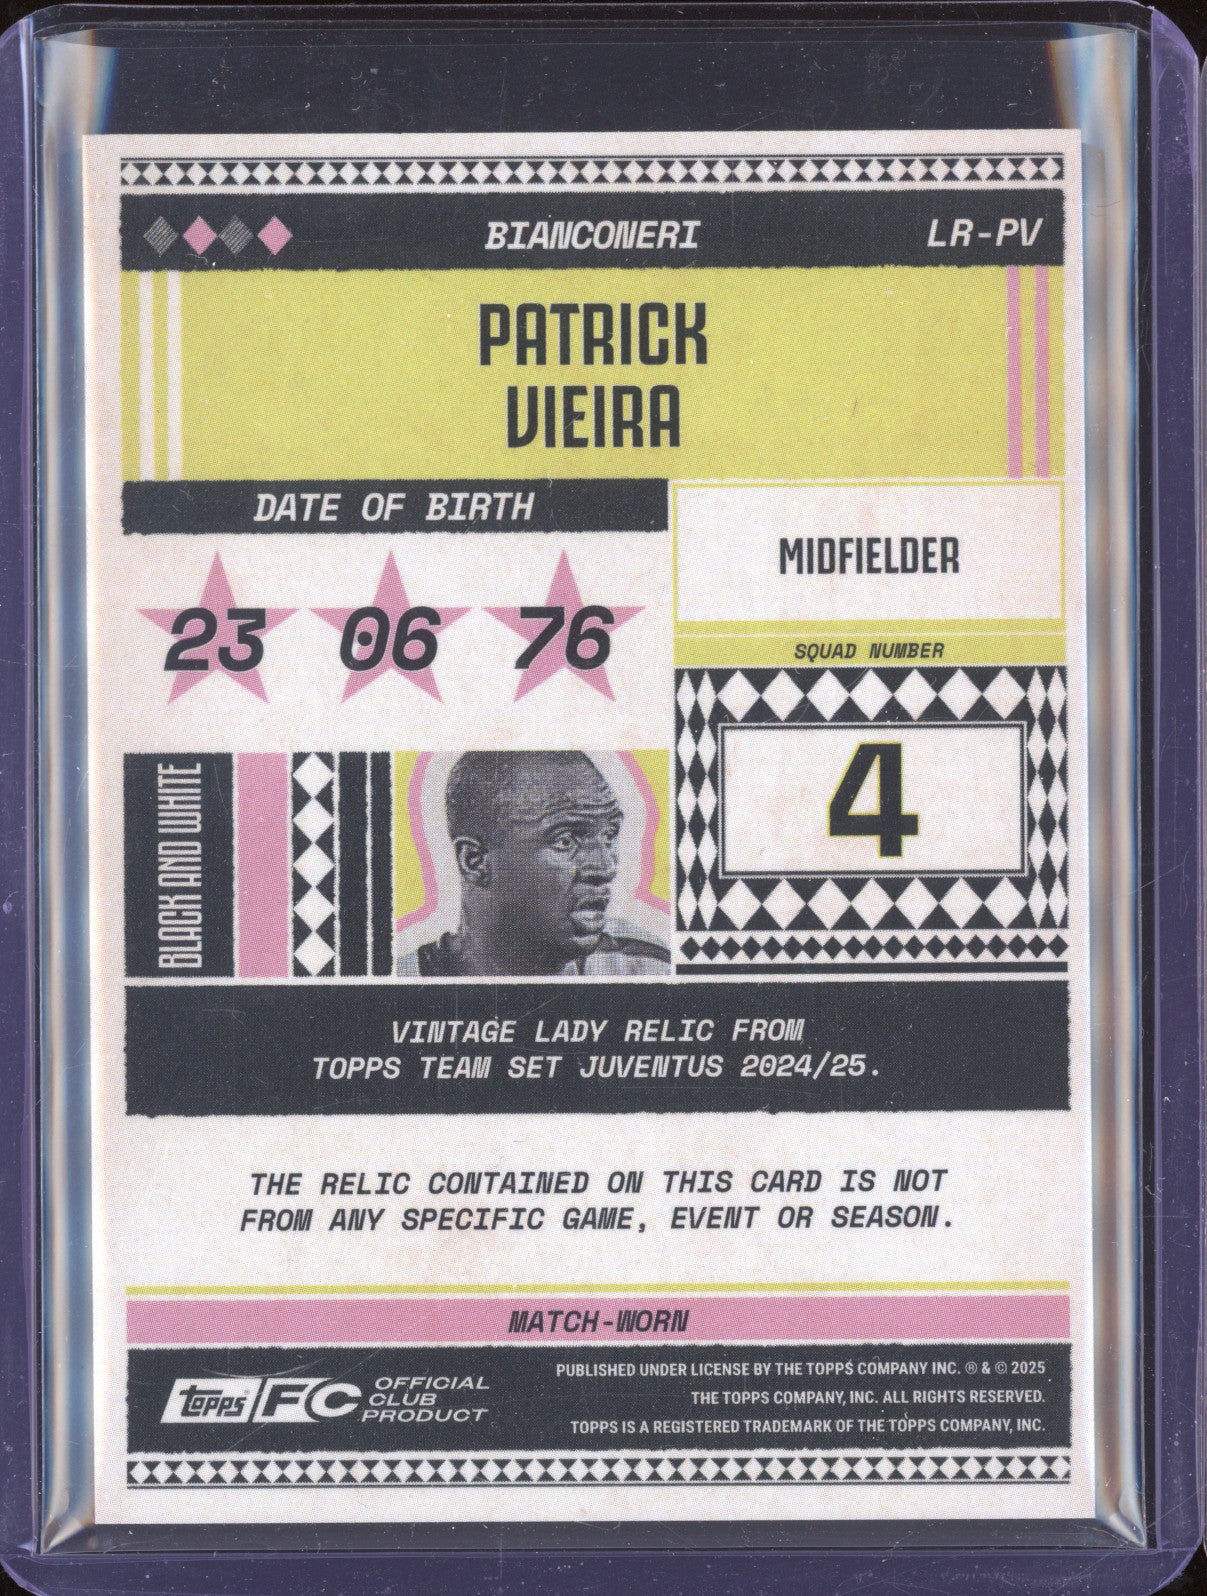 BIANCONERI
LR-PV
PATRICK
VIEIRA
DATE OF BIRTH
23 06 76
MIDFIELDER
SQUAD NUMBER
4
BLACK AND WHITE
VINTAGE LADY RELIC FROM
TOPPS TEAM SET JUVENTUS 2024/25.
THE RELIC CONTAINED ON THIS CARD IS NOT
FROM ANY SPECIFIC GAME, EVENT OR SEASON.
MATCH-WORN
topps FC
OFFICIAL
CLUB
PRODUCT
PUBLISHED UNDER LICENSE BY THE TOPPS COMPANY INC. ® & © 2025
THE TOPPS COMPANY, INC. ALL RIGHTS RESERVED.
TOPPS IS A REGISTERED TRADEMARK OF THE TOPPS COMPANY, INC.